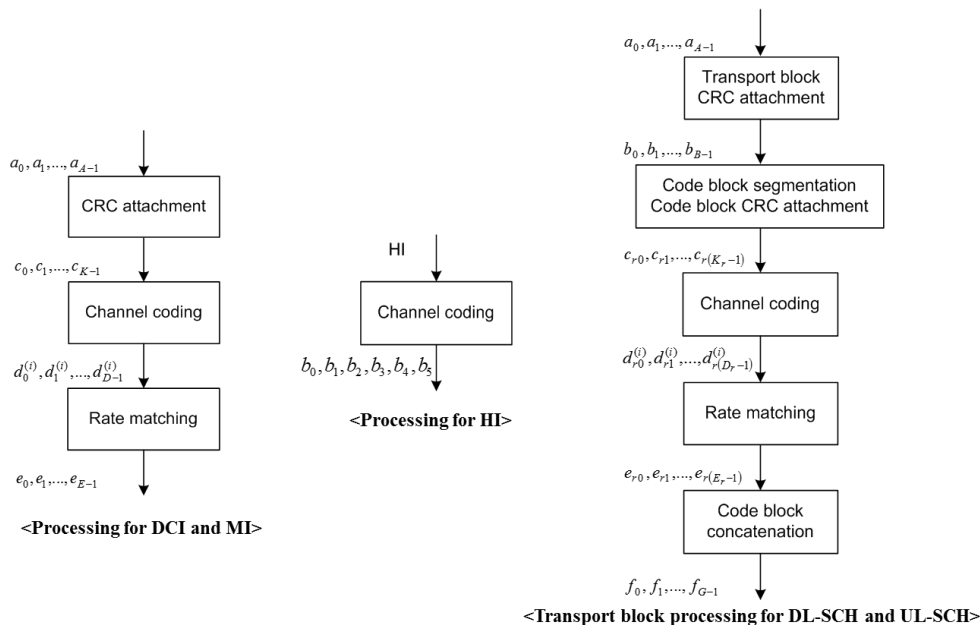 a_0, a_1,..., a_{A-1}
CRC attachment
c_0, c_1,..., c_{K-1}
Channel coding
d_0^{(i)}, d_1^{(i)},..., d_{D-1}^{(i)}
Rate matching
e_0, e_1,..., e_{E-1}
<Processing for DCI and MI>
HI
Channel coding
b_0, b_1, b_2, b_3, b_4, b_5
<Processing for HI>
a_0, a_1,..., a_{A-1}
Transport block
CRC attachment
b_0, b_1,..., b_{B-1}
Code block segmentation
Code block CRC attachment
c_{r0}, c_{r1},..., c_{r(K_r-1)}
Channel coding
d_{r0}^{(i)}, d_{r1}^{(i)},..., d_{r(D_r-1)}^{(i)}
Rate matching
e_{r0}, e_{r1},..., e_{r(E_r-1)}
Code block
concatenation
f_0, f_1,..., f_{G-1}
<Transport block processing for DL-SCH and UL-SCH>